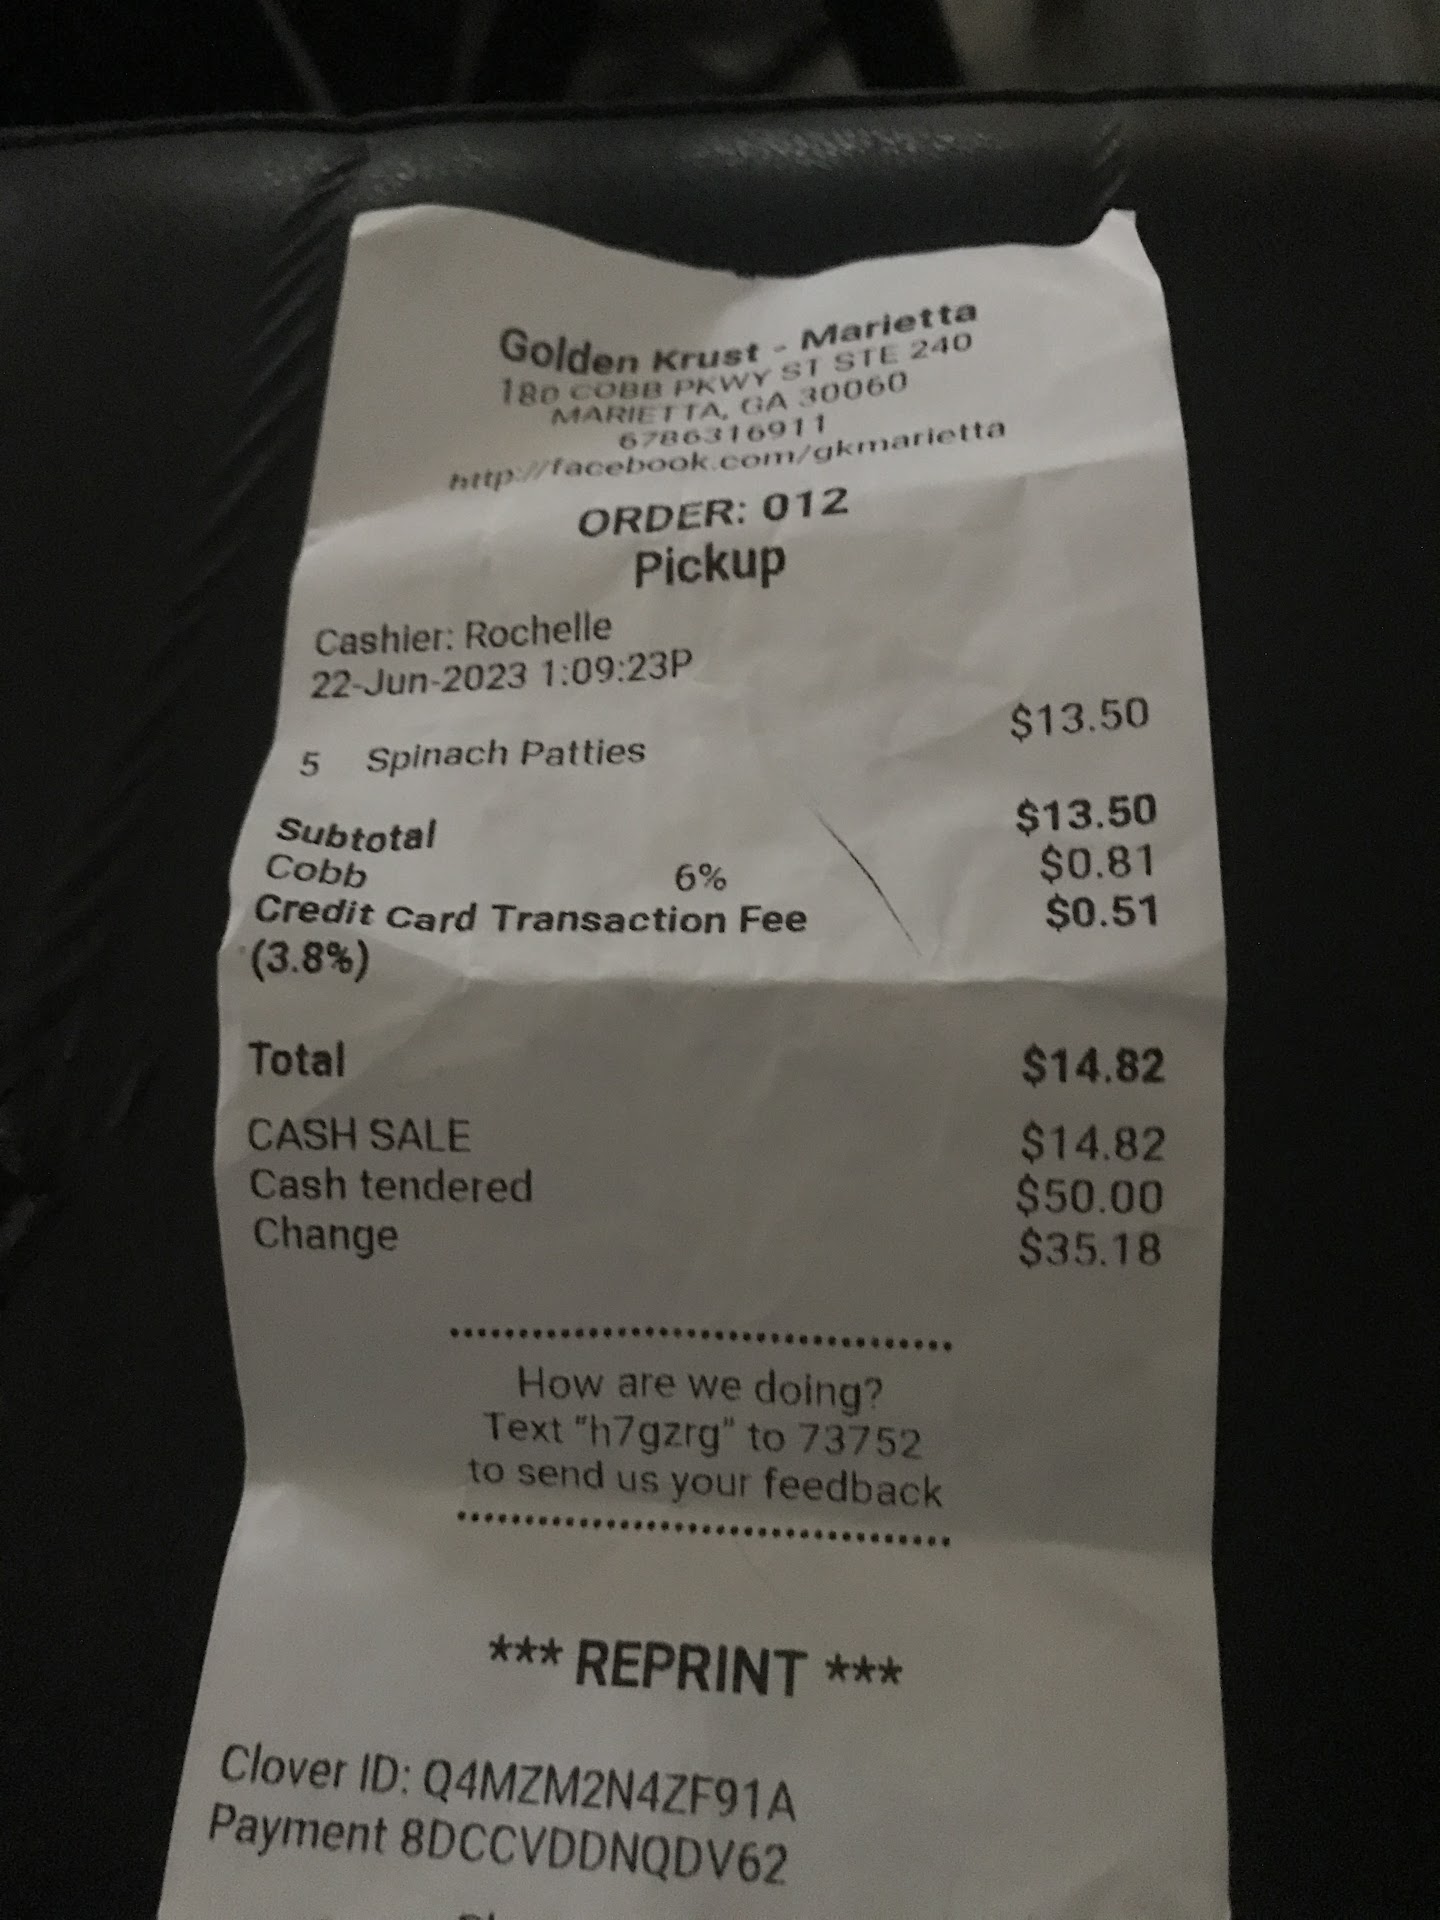 Golden Krust - Marietta
180 COBB PKWY ST STE 240
MARIETTA, GA 30060
6786316911
http://facebook.com/gkmarietta
ORDER: 012
Pickup
Cashier: Rochelle
22-Jun-2023 1:09:23P
5 Spinach Patties $13.50
Subtotal $13.50
Cobb 6% $0.81
Credit Card Transaction Fee $0.51
(3.8%)
Total $14.82
CASH SALE $14.82
Cash tendered $50.00
Change $35.18
How are we doing?
Text "h7gzrg" to 73752
to send us your feedback
*** REPRINT ***
Clover ID: Q4MZM2N4ZF91A
Payment 8DCCVDDNQDV62